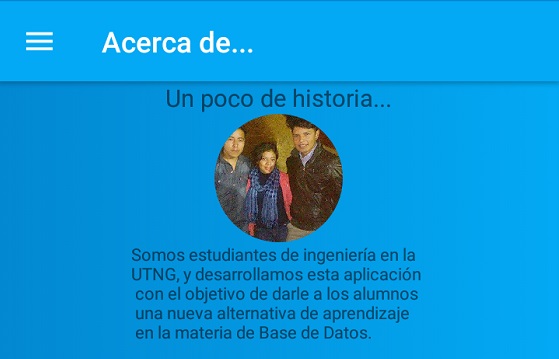 Acerca de...
Un poco de historia...
Somos estudiantes de ingeniería en la
UTNG, y desarrollamos esta aplicación
con el objetivo de darle a los alumnos
una nueva alternativa de aprendizaje
en la materia de Base de Datos.